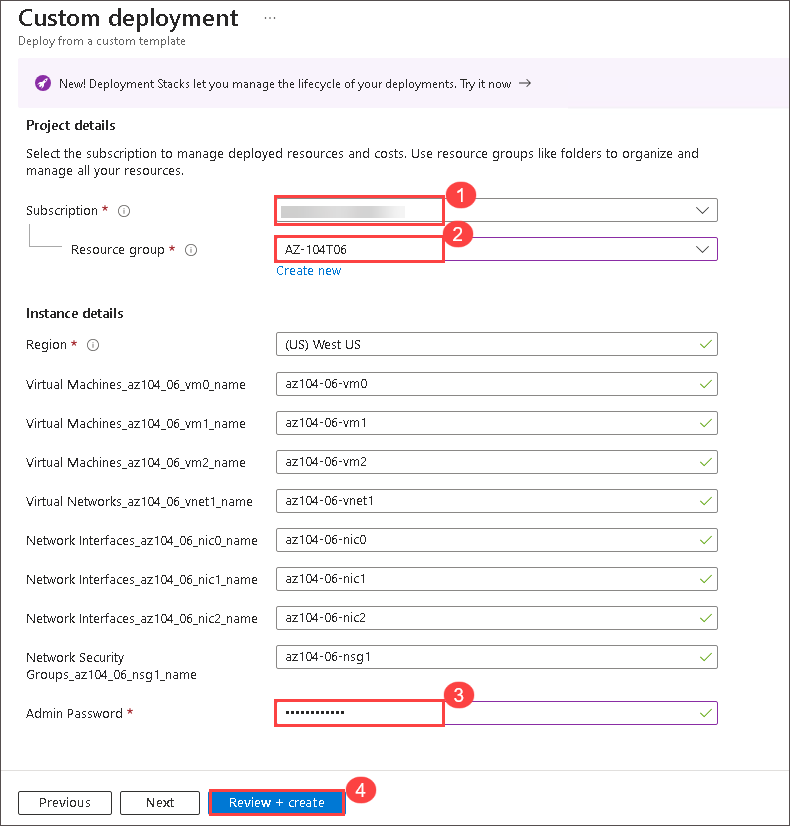 Custom deployment ...
Deploy from a custom template
New! Deployment Stacks let you manage the lifecycle of your deployments. Try it now →
Project details
Select the subscription to manage deployed resources and costs. Use resource groups like folders to organize and
manage all your resources.
Subscription * 1
Resource group * AZ-104T06 2
Create new
Instance details
Region * (US) West US
Virtual Machines_az104_06_vm0_name az104-06-vm0
Virtual Machines_az104_06_vm1_name az104-06-vm1
Virtual Machines_az104_06_vm2_name az104-06-vm2
Virtual Networks_az104_06_vnet1_name az104-06-vnet1
Network Interfaces_az104_06_nic0_name az104-06-nic0
Network Interfaces_az104_06_nic1_name az104-06-nic1
Network Interfaces_az104_06_nic2_name az104-06-nic2
Network Security az104-06-nsg1
Groups_az104_06_nsg1_name
Admin Password * •••••••••••• 3
Previous Next Review + create 4